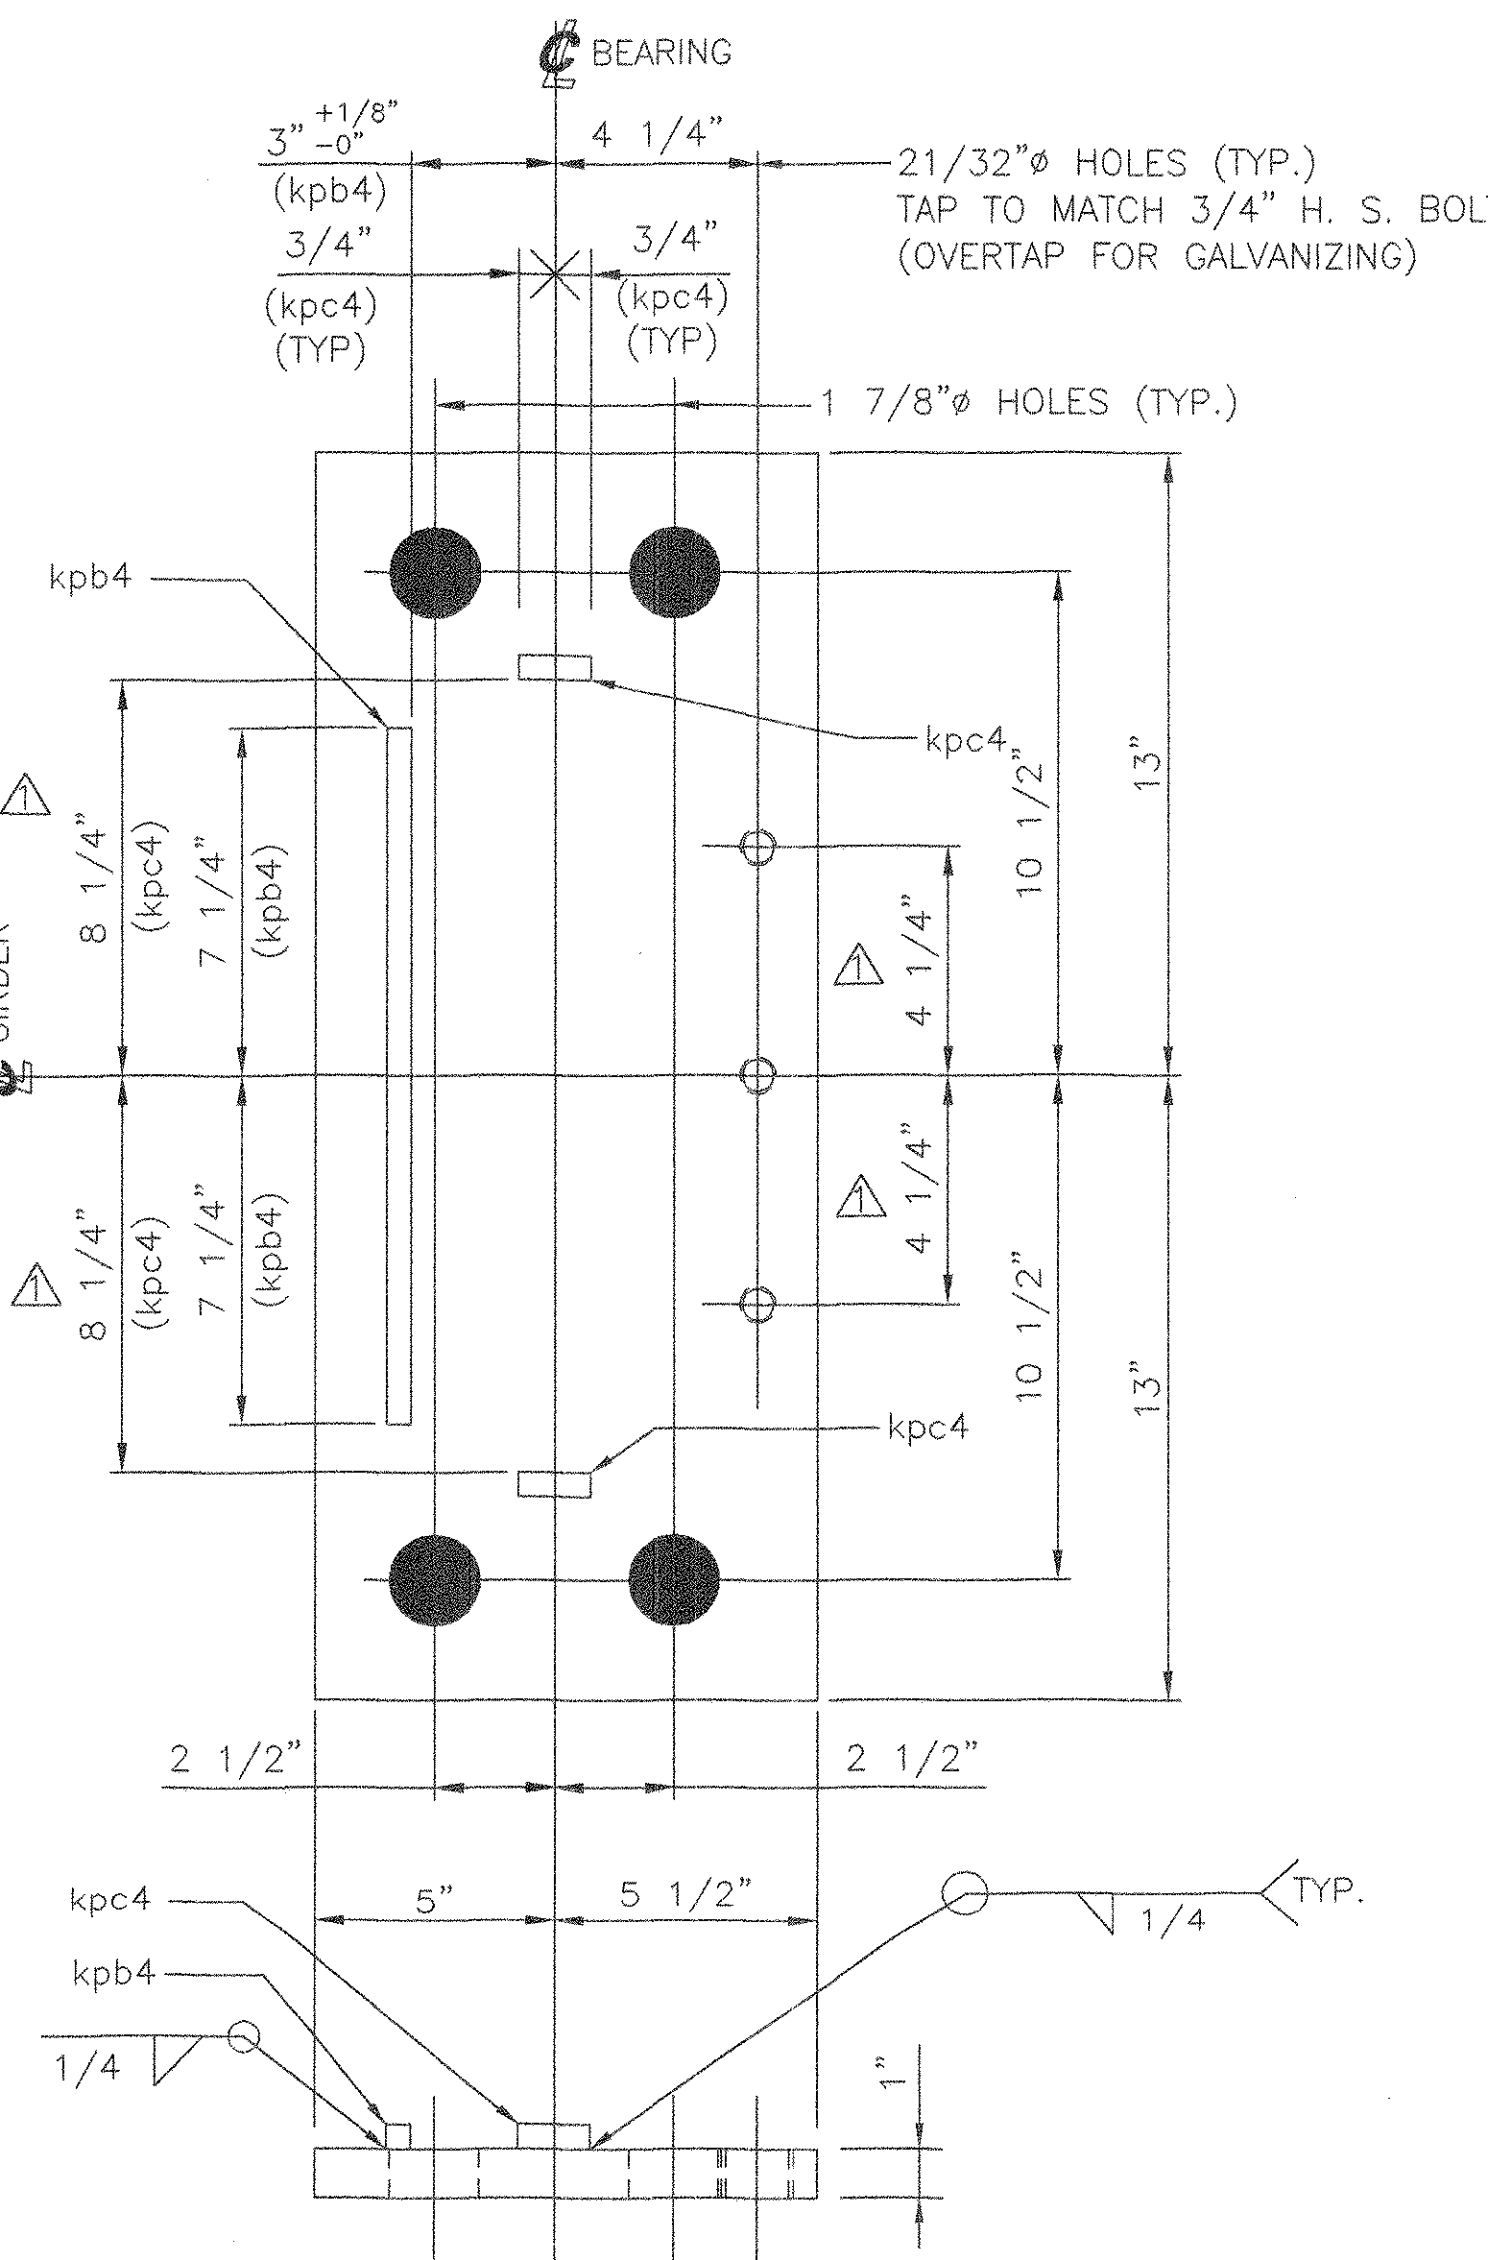 ℄ BEARING
3" +1/8"
-0"
(kpb4)
4 1/4"
21/32"ø HOLES (TYP.)
TAP TO MATCH 3/4" H. S.
(OVERTAP FOR GALVANIZING)
3/4"
(kpc4)
(TYP)
3/4"
(kpc4)
(TYP)
1 7/8"ø HOLES (TYP.)
kpb4
kpc4
1
8 1/4"
(kpc4)
7 1/4"
(kpb4)
10 1/2"
13"
1
4 1/4"
℄ GIRDER
1
8 1/4"
(kpc4)
7 1/4"
(kpb4)
1
4 1/4"
10 1/2"
13"
kpc4
2 1/2"
2 1/2"
kpc4
5"
5 1/2"
TYP.
1/4
kpb4
1/4
1"